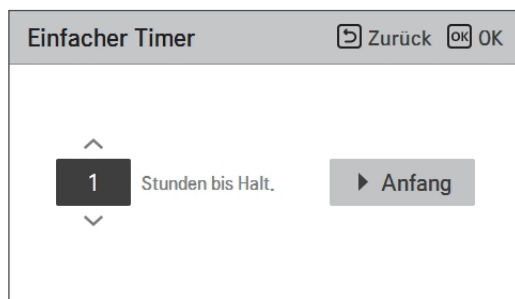 Einfacher Timer Zurück OK OK
1 Stunden bis Halt. Anfang